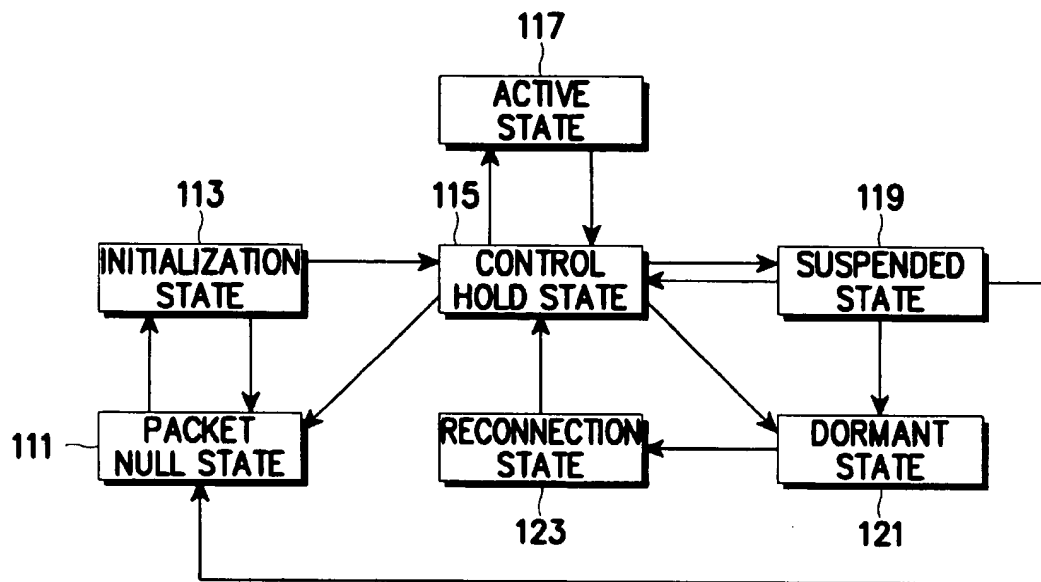 117
ACTIVE
STATE
113
115
119
INITIALIZATION
STATE
CONTROL
HOLD STATE
SUSPENDED
STATE
111
PACKET
NULL STATE
RECONNECTION
STATE
DORMANT
STATE
123
121